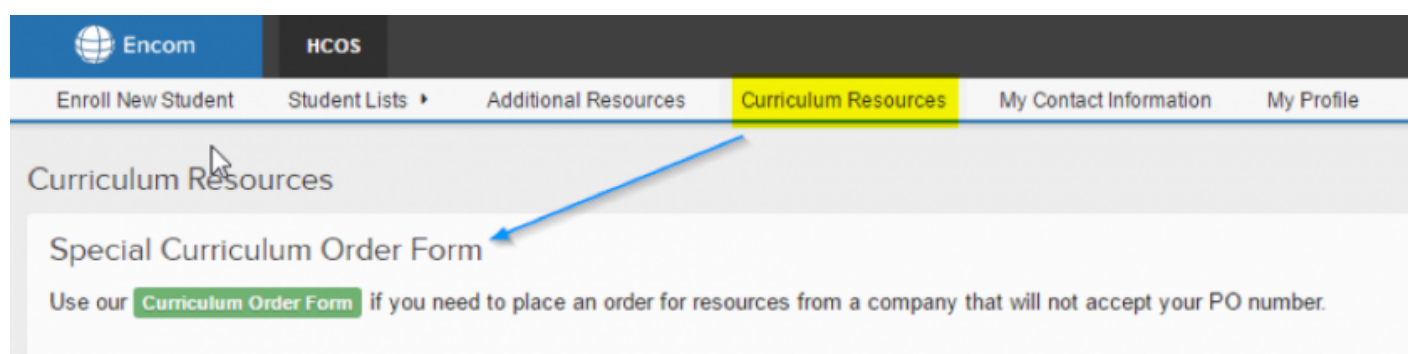 Encom HCOS
Enroll New Student Student Lists Additional Resources Curriculum Resources My Contact Information My Profile
Curriculum Resources
Special Curriculum Order Form
Use our Curriculum Order Form if you need to place an order for resources from a company that will not accept your PO number.